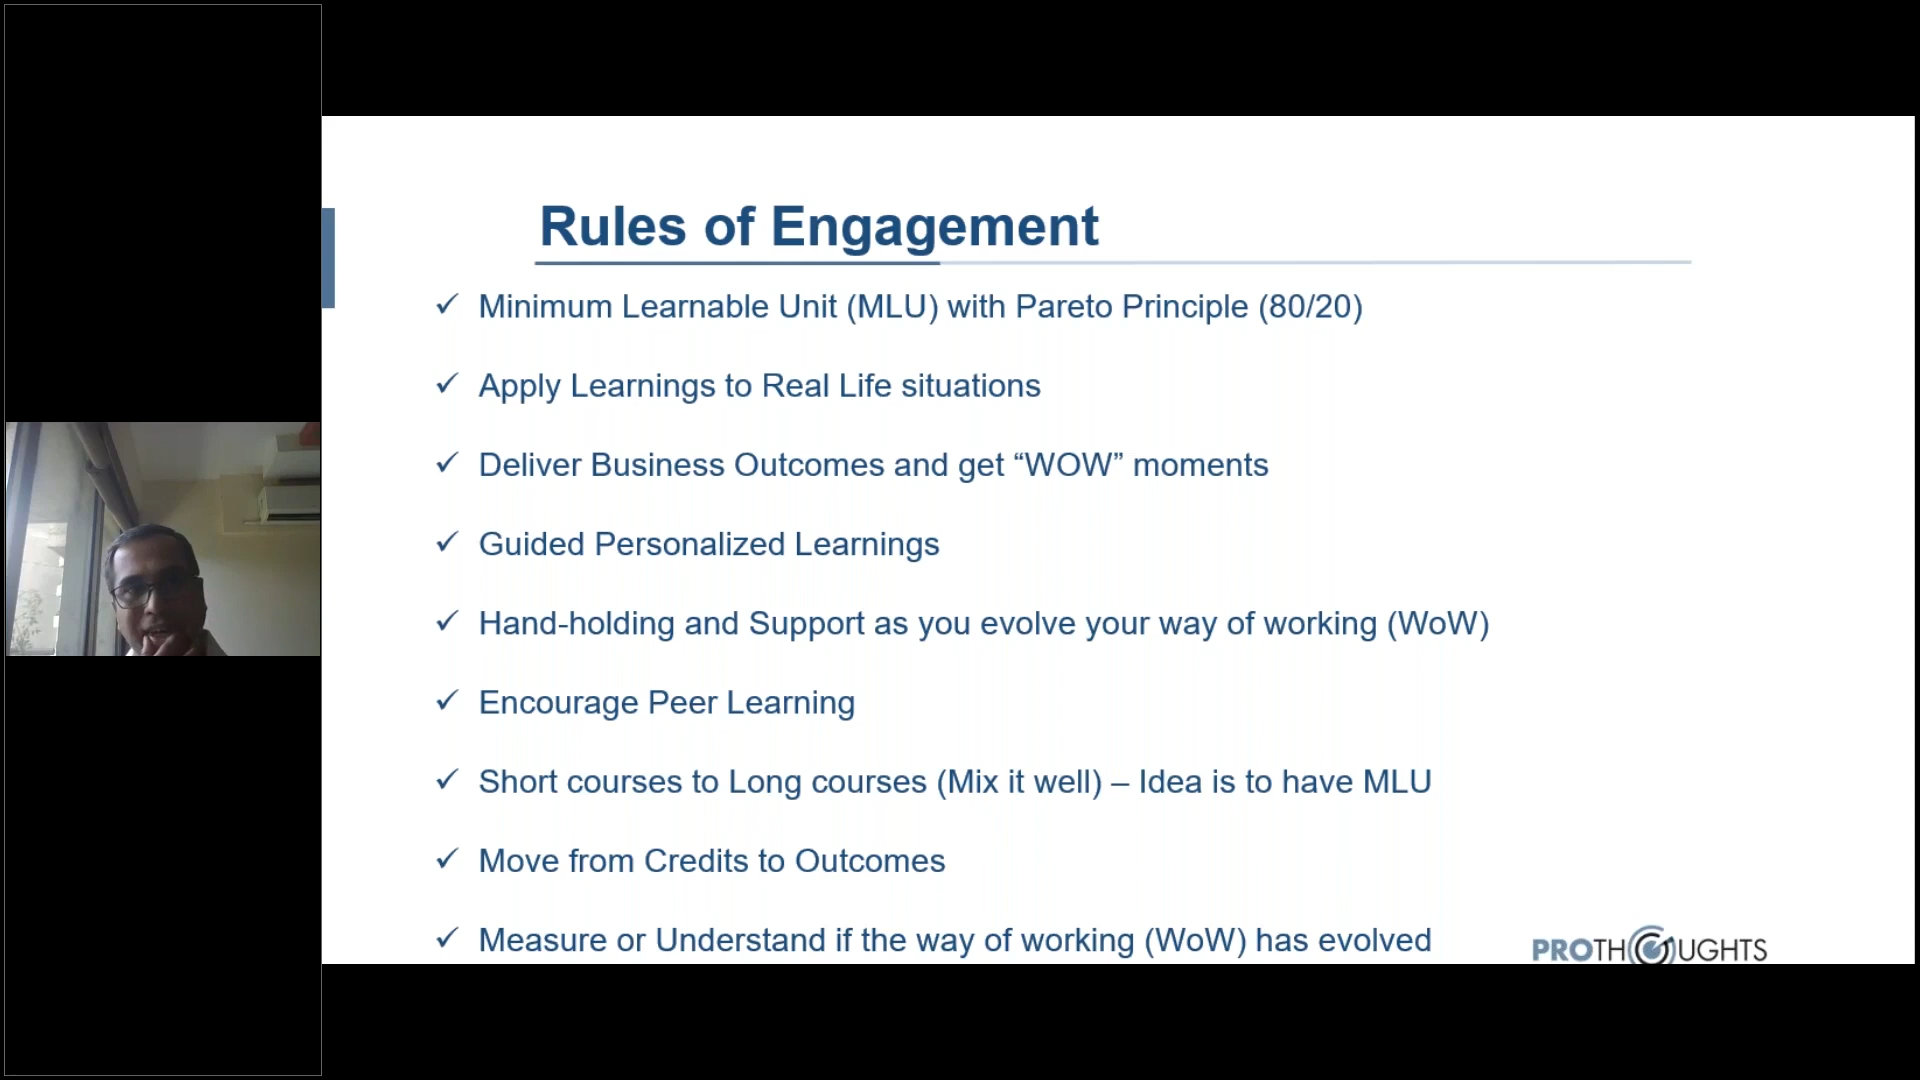 Rules of Engagement
✓ Minimum Learnable Unit (MLU) with Pareto Principle (80/20)
✓ Apply Learnings to Real Life situations
✓ Deliver Business Outcomes and get “WOW” moments
✓ Guided Personalized Learnings
✓ Hand-holding and Support as you evolve your way of working (WoW)
✓ Encourage Peer Learning
✓ Short courses to Long courses (Mix it well) – Idea is to have MLU
✓ Move from Credits to Outcomes
✓ Measure or Understand if the way of working (WoW) has evolved
PROTHOUGHTS